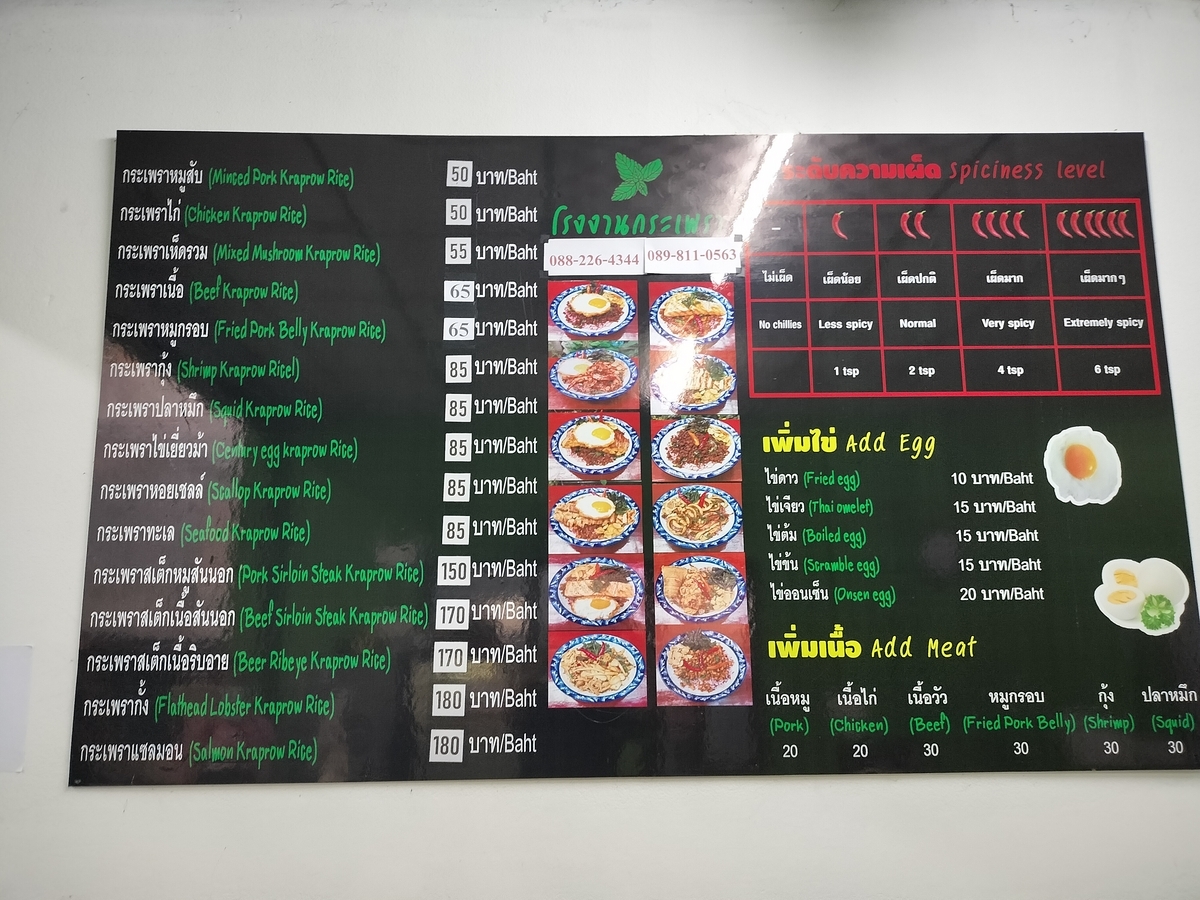 กระเพราหมูสับ (Minced Pork Kraprow Rice) 50 บาท/Baht
กระเพราไก่ (Chicken Kraprow Rice) 50 บาท/Baht
กระเพราเห็ดรวม (Mixed Mushroom Kraprow Rice) 55 บาท/Baht
กระเพราเนื้อ (Beef Kraprow Rice) 65 บาท/Baht
กระเพราหมูกรอบ (Fried Pork Belly Kraprow Rice) 65 บาท/Baht
กระเพรากุ้ง (Shrimp Kraprow Ricel) 85 บาท/Baht
กระเพราปลาหมึก (Squid Kraprow Rice) 85 บาท/Baht
กระเพราไข่เยี่ยวม้า (Century egg kraprow Rice) 85 บาท/Baht
กระเพราหอยเชลล์ (Scallop Kraprow Rice) 85 บาท/Baht
กระเพราทะเล (Seafood Kraprow Rice) 85 บาท/Baht
กระเพราสเต็กหมูสันนอก (Pork Sirloin Steak Kraprow Rice) 150 บาท/Baht
กระเพราสเต็กเนื้อสันนอก (Beef Sirloin Steak Kraprow Rice) 170 บาท/Baht
กระเพราสเต็กเนื้อริบอาย (Beer Ribeye Kraprow Rice) 170 บาท/Baht
กระเพรากั้ง (Flathead Lobster Kraprow Rice) 180 บาท/Baht
กระเพราแซลมอน (Salmon Kraprow Rice) 180 บาท/Baht
โรงงานกระเพรา
088-226-4344 089-811-0563
ระดับความเผ็ด Spiciness level
-
ไม่เผ็ด เผ็ดน้อย เผ็ดปกติ เผ็ดมาก เผ็ดมากๆ
No chillies Less spicy Normal Very spicy Extremely spicy
1 tsp 2 tsp 4 tsp 6 tsp
เพิ่มไข่ Add Egg
ไข่ดาว (Fried egg) 10 บาท/Baht
ไข่เจียว (Thai omelet) 15 บาท/Baht
ไข่ต้ม (Boiled egg) 15 บาท/Baht
ไข่ข้น (Scramble egg) 15 บาท/Baht
ไข่ออนเซ็น (Onsen egg) 20 บาท/Baht
เพิ่มเนื้อ Add Meat
เนื้อหมู เนื้อไก่ เนื้อวัว หมูกรอบ กุ้ง ปลาหมึก
(Pork) (Chicken) (Beef) (Fried Pork Belly) (Shrimp) (Squid)
20 20 30 30 30 30